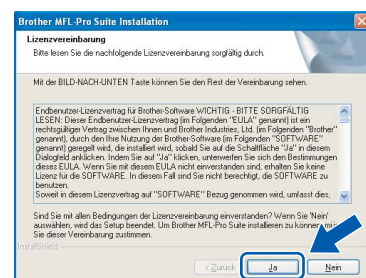 Brother MFL-Pro Suite Installation
Lizenzvereinbarung
Bitte lesen Sie die nachfolgende Lizenzvereinbarung sorgfältig durch.
Mit der BILD-NACH-UNTEN Taste können Sie den Rest der Vereinbarung sehen.
Endbenutzer-Lizenzvertrag für Brother-Software WICHTIG - BITTE SORGFÄLTIG
LESEN: Dieser Endbenutzer-Lizenzvertrag (im Folgenden "EULA" genannt) ist ein
rechtsgültiger Vertrag zwischen Ihnen und Brother Industries, Ltd. (im Folgenden "Brother"
genannt), durch den Ihre Nutzung der Brother-Software (im Folgenden "SOFTWARE"
genannt) geregelt wird, die installiert wird, sobald Sie auf die Schaltfläche "Ja" in diesem
Dialogfeld anklicken. Indem Sie auf "Ja" klicken, unterwerfen Sie sich den Bestimmungen
dieses EULA. Wenn Sie mit diesem EULA nicht einverstanden sind, erhalten Sie keine
Lizenz für die SOFTWARE. In diesem Fall sind Sie nicht berechtigt, die SOFTWARE zu
benutzen.
Soweit in diesem Lizenzvertrag auf "SOFTWARE" Bezug genommen wird, umfasst dies,
Sind Sie mit allen Bedingungen der Lizenzvereinbarung einverstanden? Wenn Sie 'Nein'
auswählen, wird das Setup beendet. Um Brother MFL-Pro Suite installieren zu können,
Sie dieser Vereinbarung zustimmen.
InstallShield
< Zurück
Ja
Nein